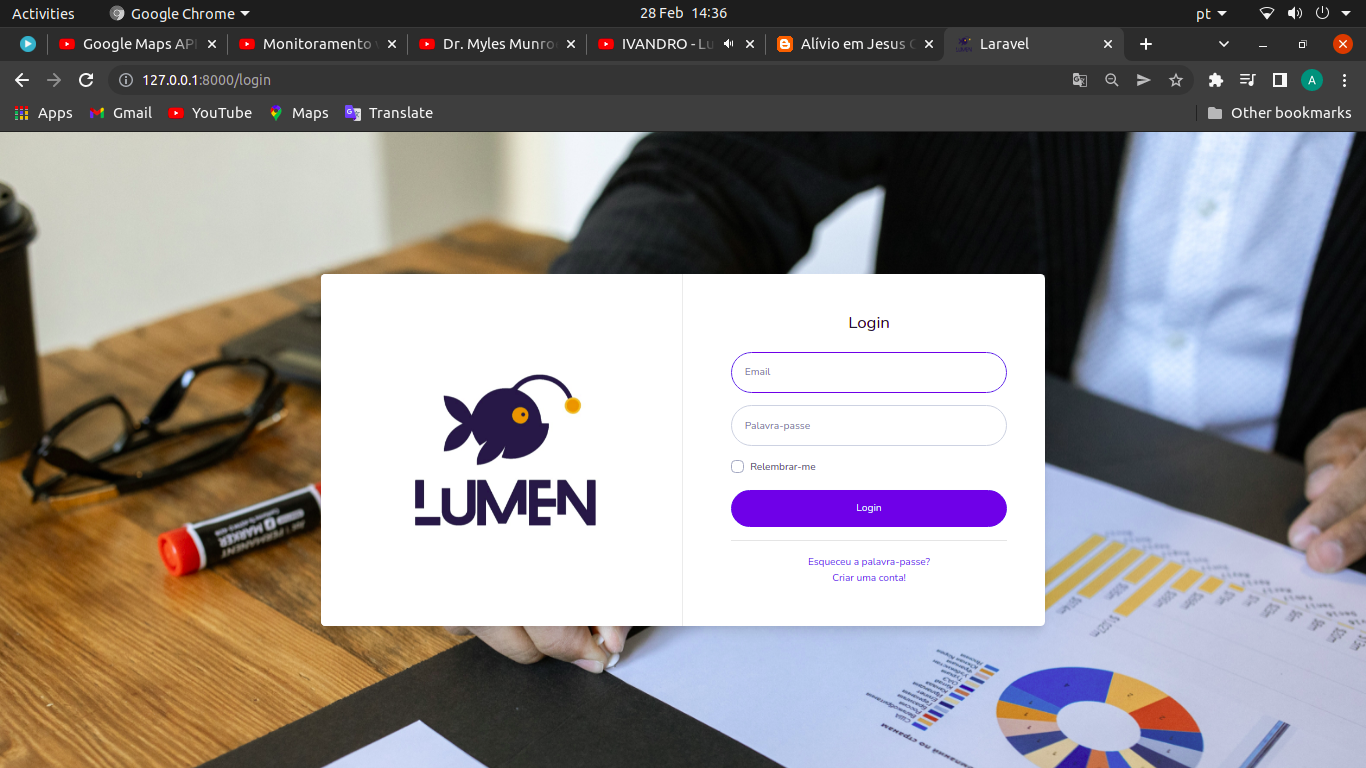 Activities
Google Chrome
28 Feb 14:36
pt
Google Maps API
Monitoramento
Dr. Myles Munro
IVANDRO - Lu
Alívio em Jesus
Laravel
127.0.0.1:8000/login
A
Apps
Gmail
YouTube
Maps
Translate
Other bookmarks
Login
Email
Palavra-passe
Relembrar-me
Login
Esqueceu a palavra-passe?
Criar uma conta!
LUMEN
PERMANENT
MARKER